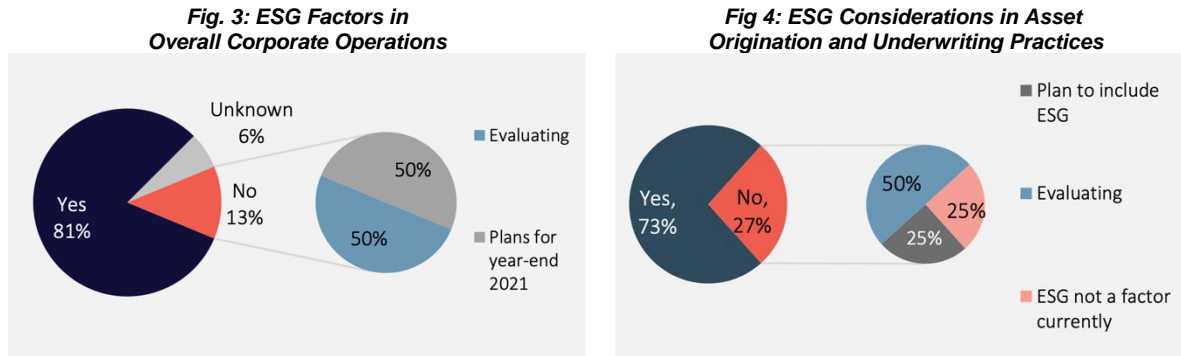 Fig. 3: ESG Factors in
Overall Corporate Operations
Unknown
6%
Yes
81%
No
13%
50%
50%
Evaluating
Plans for
year-end
2021
Fig 4: ESG Considerations in Asset
Origination and Underwriting Practices
Yes,
73%
No,
27%
50%
25%
25%
Plan to include
ESG
Evaluating
ESG not a factor
currently